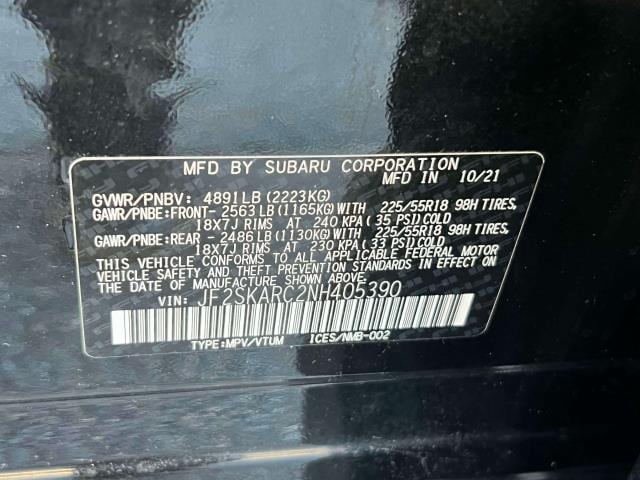 MFD BY SUBARU CORPORATION
MFD IN 10/21
GVWR/PNBV: 4891LB (2223KG)
GAWR/PNBE: FRONT- 2563 LB (1165KG) WITH 225/55R18 98H TIRES,
18X7J RIMS AT 240 KPA (35 PSI) COLD
GAWR/PNBE: REAR - 2486 LB (1130KG) WITH 225/55R18 98H TIRES,
18X7J RIMS AT 230 KPA (33 PSI) COLD
THIS VEHICLE CONFORMS TO ALL APPLICABLE FEDERAL MOTOR
VEHICLE SAFETY AND THEFT PREVENTION STANDARDS IN EFFECT ON
THE DATE OF MANUFACTURE SHOWN ABOVE.
VIN: JF2SKARC2NH405390
TYPE:MPV/VTUM ICES/NMB-002